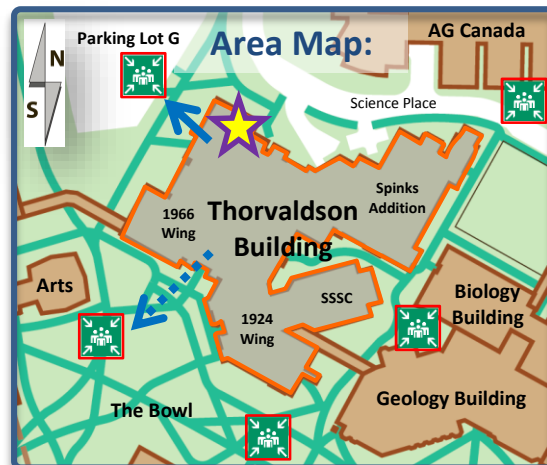 Parking Lot G
Area Map:
AG Canada
N
S
Science Place
Spinks
Addition
1966
Wing
Thorvaldson
Building
Arts
SSSC
1924
Wing
Biology
Building
The Bowl
Geology Building